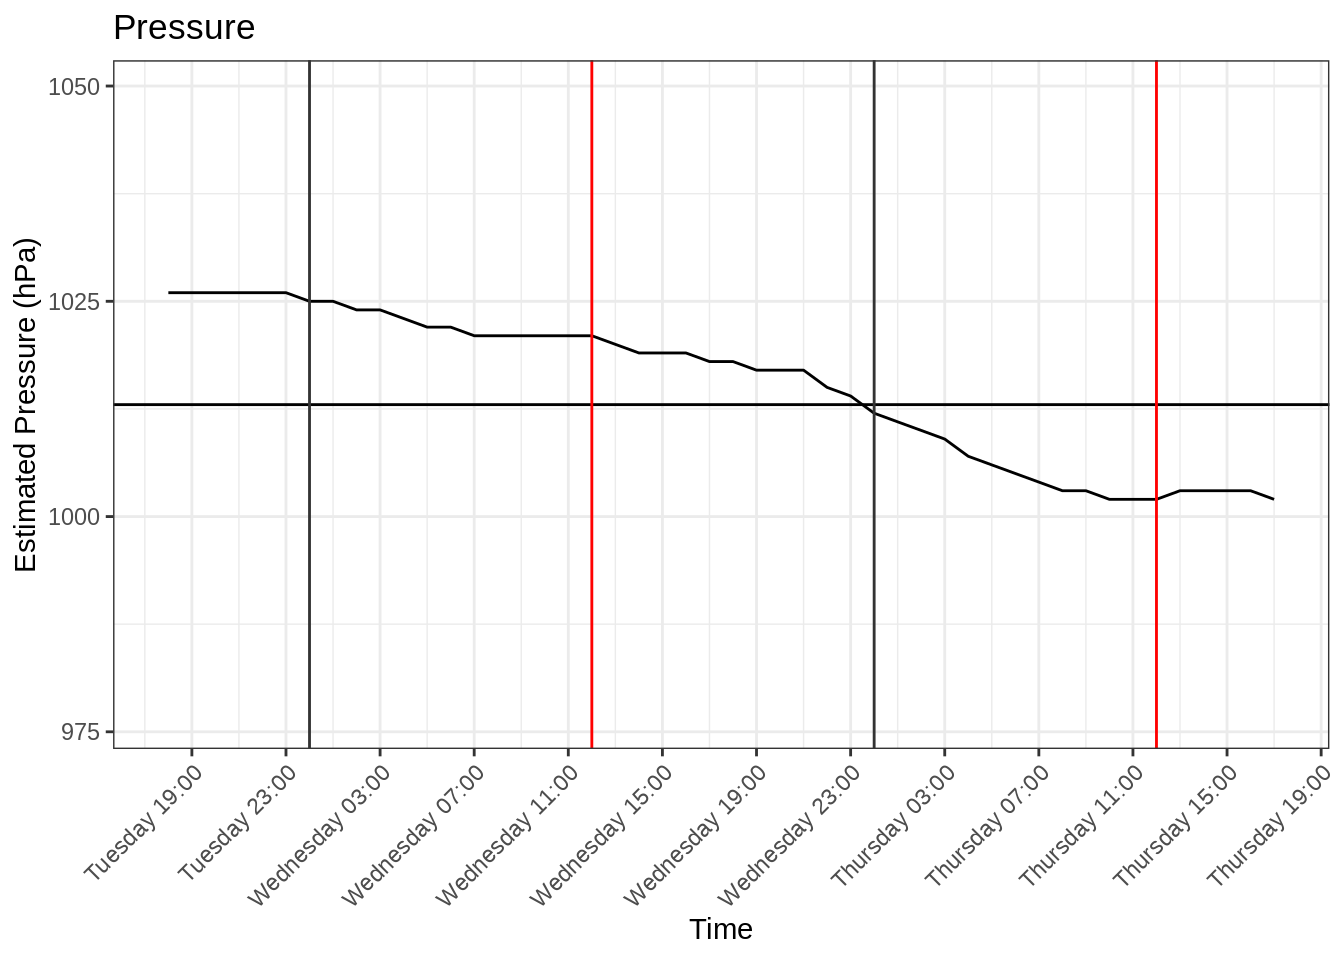 Pressure
1050
1025
1000
975
Estimated Pressure (hPa)
Tuesday 19:00
Tuesday 23:00
Wednesday 03:00
Wednesday 07:00
Wednesday 11:00
Wednesday 15:00
Wednesday 19:00
Wednesday 23:00
Thursday 03:00
Thursday 07:00
Thursday 11:00
Thursday 15:00
Thursday 19:00
Time